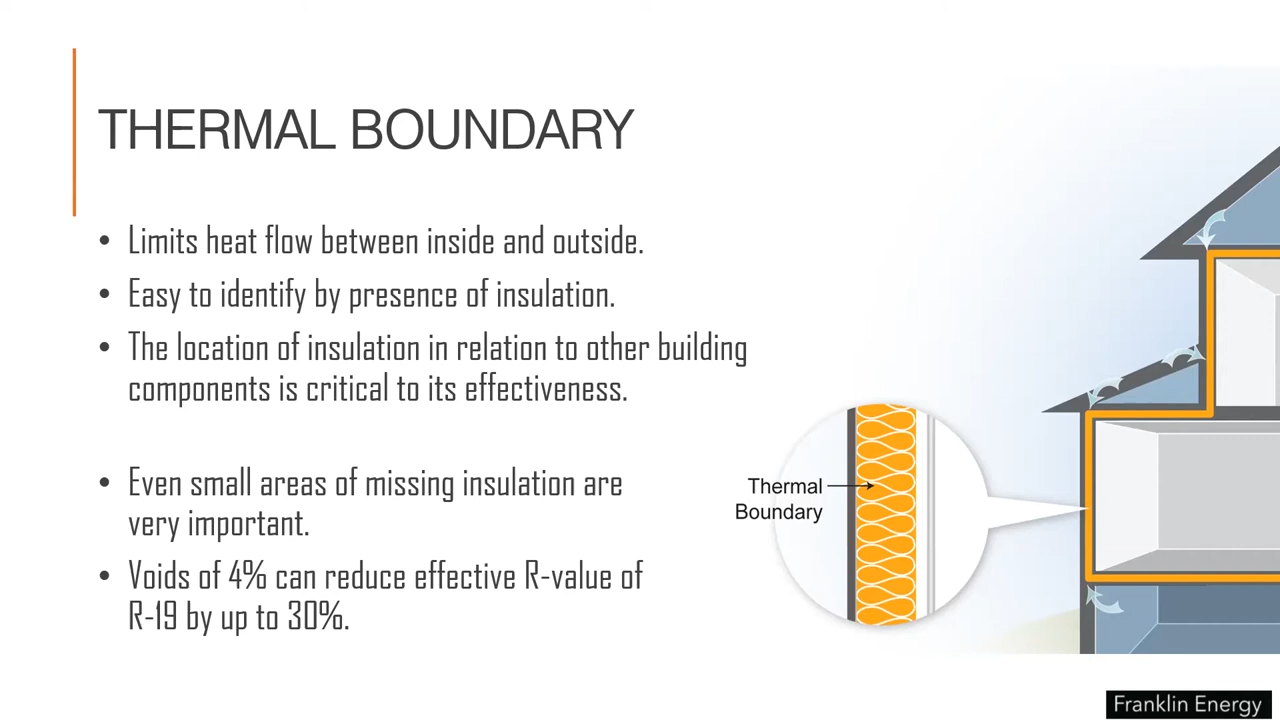 THERMAL BOUNDARY
• Limits heat flow between inside and outside.
• Easy to identify by presence of insulation.
• The location of insulation in relation to other building
components is critical to its effectiveness.
• Even small areas of missing insulation are
very important.
• Voids of 4% can reduce effective R-value of
R-19 by up to 30%.
Thermal
Boundary
Franklin Energy